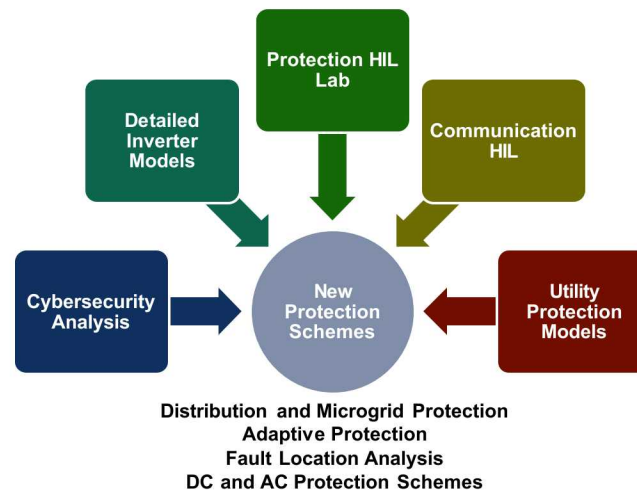 Protection HIL
Lab
Detailed
Inverter
Models
Communication
HIL
Cybersecurity
Analysis
New
Protection
Schemes
Utility
Protection
Models
Distribution and Microgrid Protection
Adaptive Protection
Fault Location Analysis
DC and AC Protection Schemes